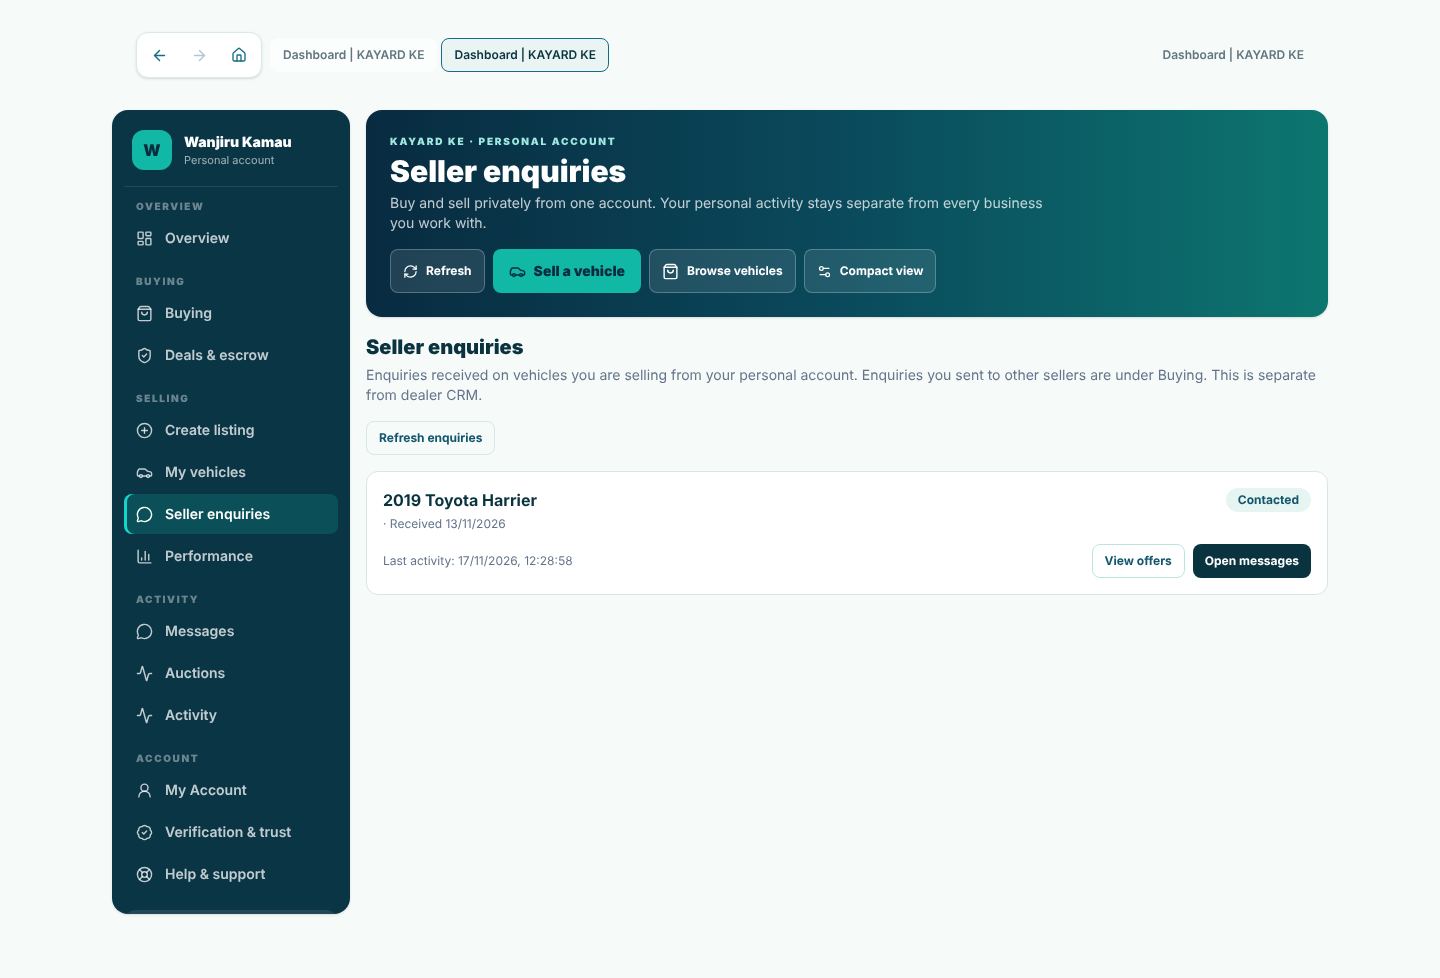 Dashboard | KAYARD KE
Dashboard | KAYARD KE
Dashboard | KAYARD KE
W
Wanjiru Kamau
Personal account
OVERVIEW
Overview
BUYING
Buying
Deals & escrow
SELLING
Create listing
My vehicles
Seller enquiries
Performance
ACTIVITY
Messages
Auctions
Activity
ACCOUNT
My Account
Verification & trust
Help & support
KAYARD KE · PERSONAL ACCOUNT
Seller enquiries
Buy and sell privately from one account. Your personal activity stays separate from every business
you work with.
Refresh
Sell a vehicle
Browse vehicles
Compact view
Seller enquiries
Enquiries received on vehicles you are selling from your personal account. Enquiries you sent to other sellers are under Buying. This is separate
from dealer CRM.
Refresh enquiries
2019 Toyota Harrier
Contacted
· Received 13/11/2026
Last activity: 17/11/2026, 12:28:58
View offers
Open messages